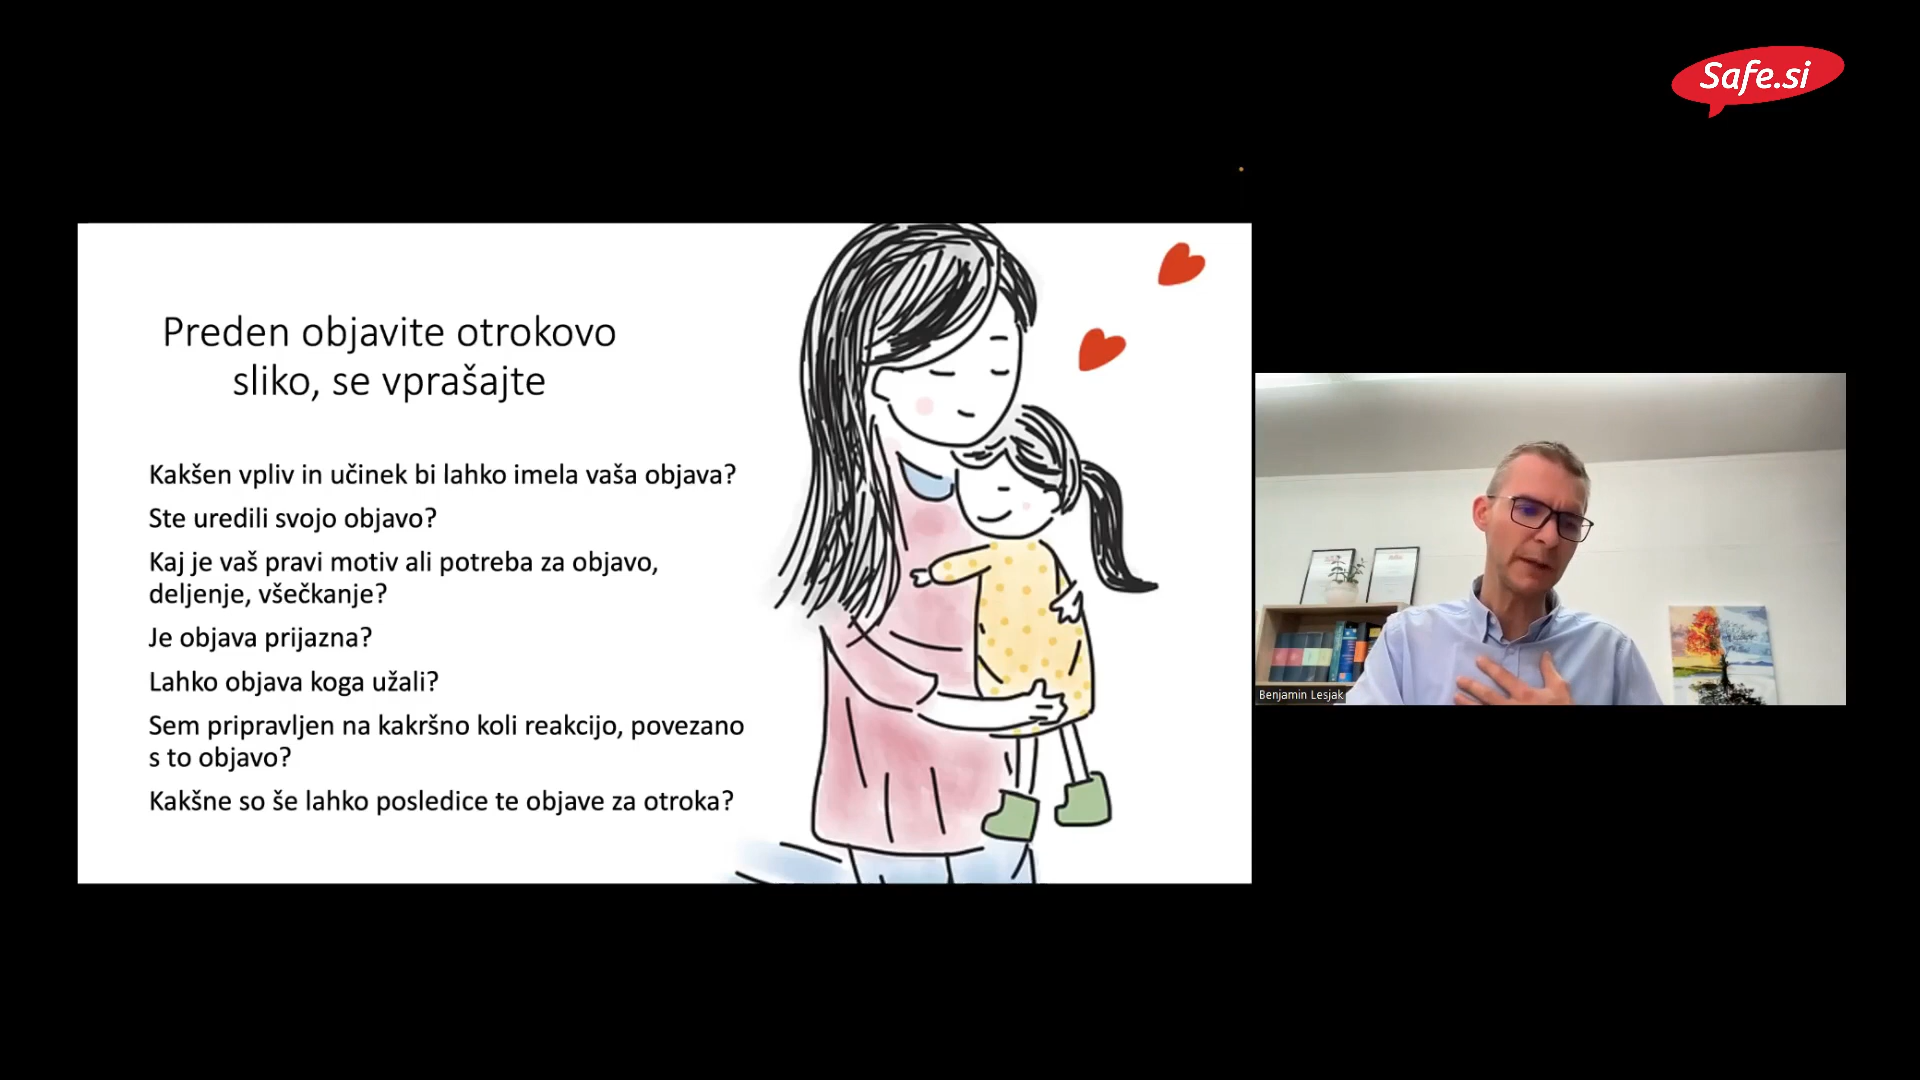 Safe.si
Preden objavite otrokovo
sliko, se vprašajte
Kakšen vpliv in učinek bi lahko imela vaša objava?
Ste uredili svojo objavo?
Kaj je vaš pravi motiv ali potreba za objavo,
deljenje, všečkanje?
Je objava prijazna?
Lahko objava koga užali?
Sem pripravljen na kakršno koli reakcijo, povezano
s to objavo?
Kakšne so še lahko posledice te objave za otroka?
Benjamin Lesjak